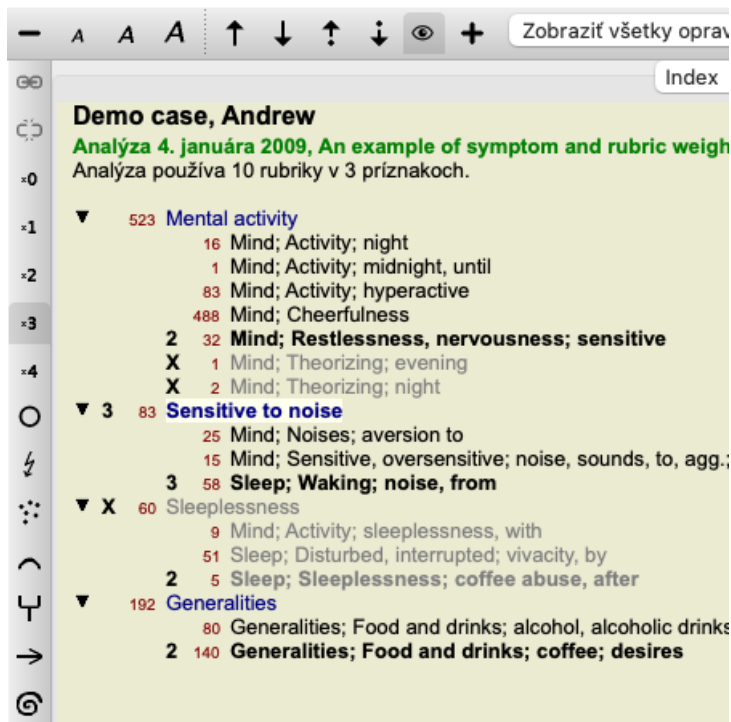 A A A Zobraziť všetky oprav
Index
Demo case, Andrew
Analýza 4. januára 2009, An example of symptom and rubric weigh
Analýza používa 10 rubriky v 3 príznakoch.
×0
×1
×2
×3
×4
523 Mental activity
16 Mind; Activity; night
1 Mind; Activity; midnight, until
83 Mind; Activity; hyperactive
488 Mind; Cheerfulness
2 32 Mind; Restlessness, nervousness; sensitive
X 1 Mind; Theorizing; evening
X 2 Mind; Theorizing; night
3 83 Sensitive to noise
25 Mind; Noises; aversion to
15 Mind; Sensitive, oversensitive; noise, sounds, to, agg.;
3 58 Sleep; Waking; noise, from
X 60 Sleeplessness
9 Mind; Activity; sleeplessness, with
51 Sleep; Disturbed, interrupted; vivacity, by
2 5 Sleep; Sleeplessness; coffee abuse, after
192 Generalities
80 Generalities; Food and drinks; alcohol, alcoholic drinks
2 140 Generalities; Food and drinks; coffee; desires